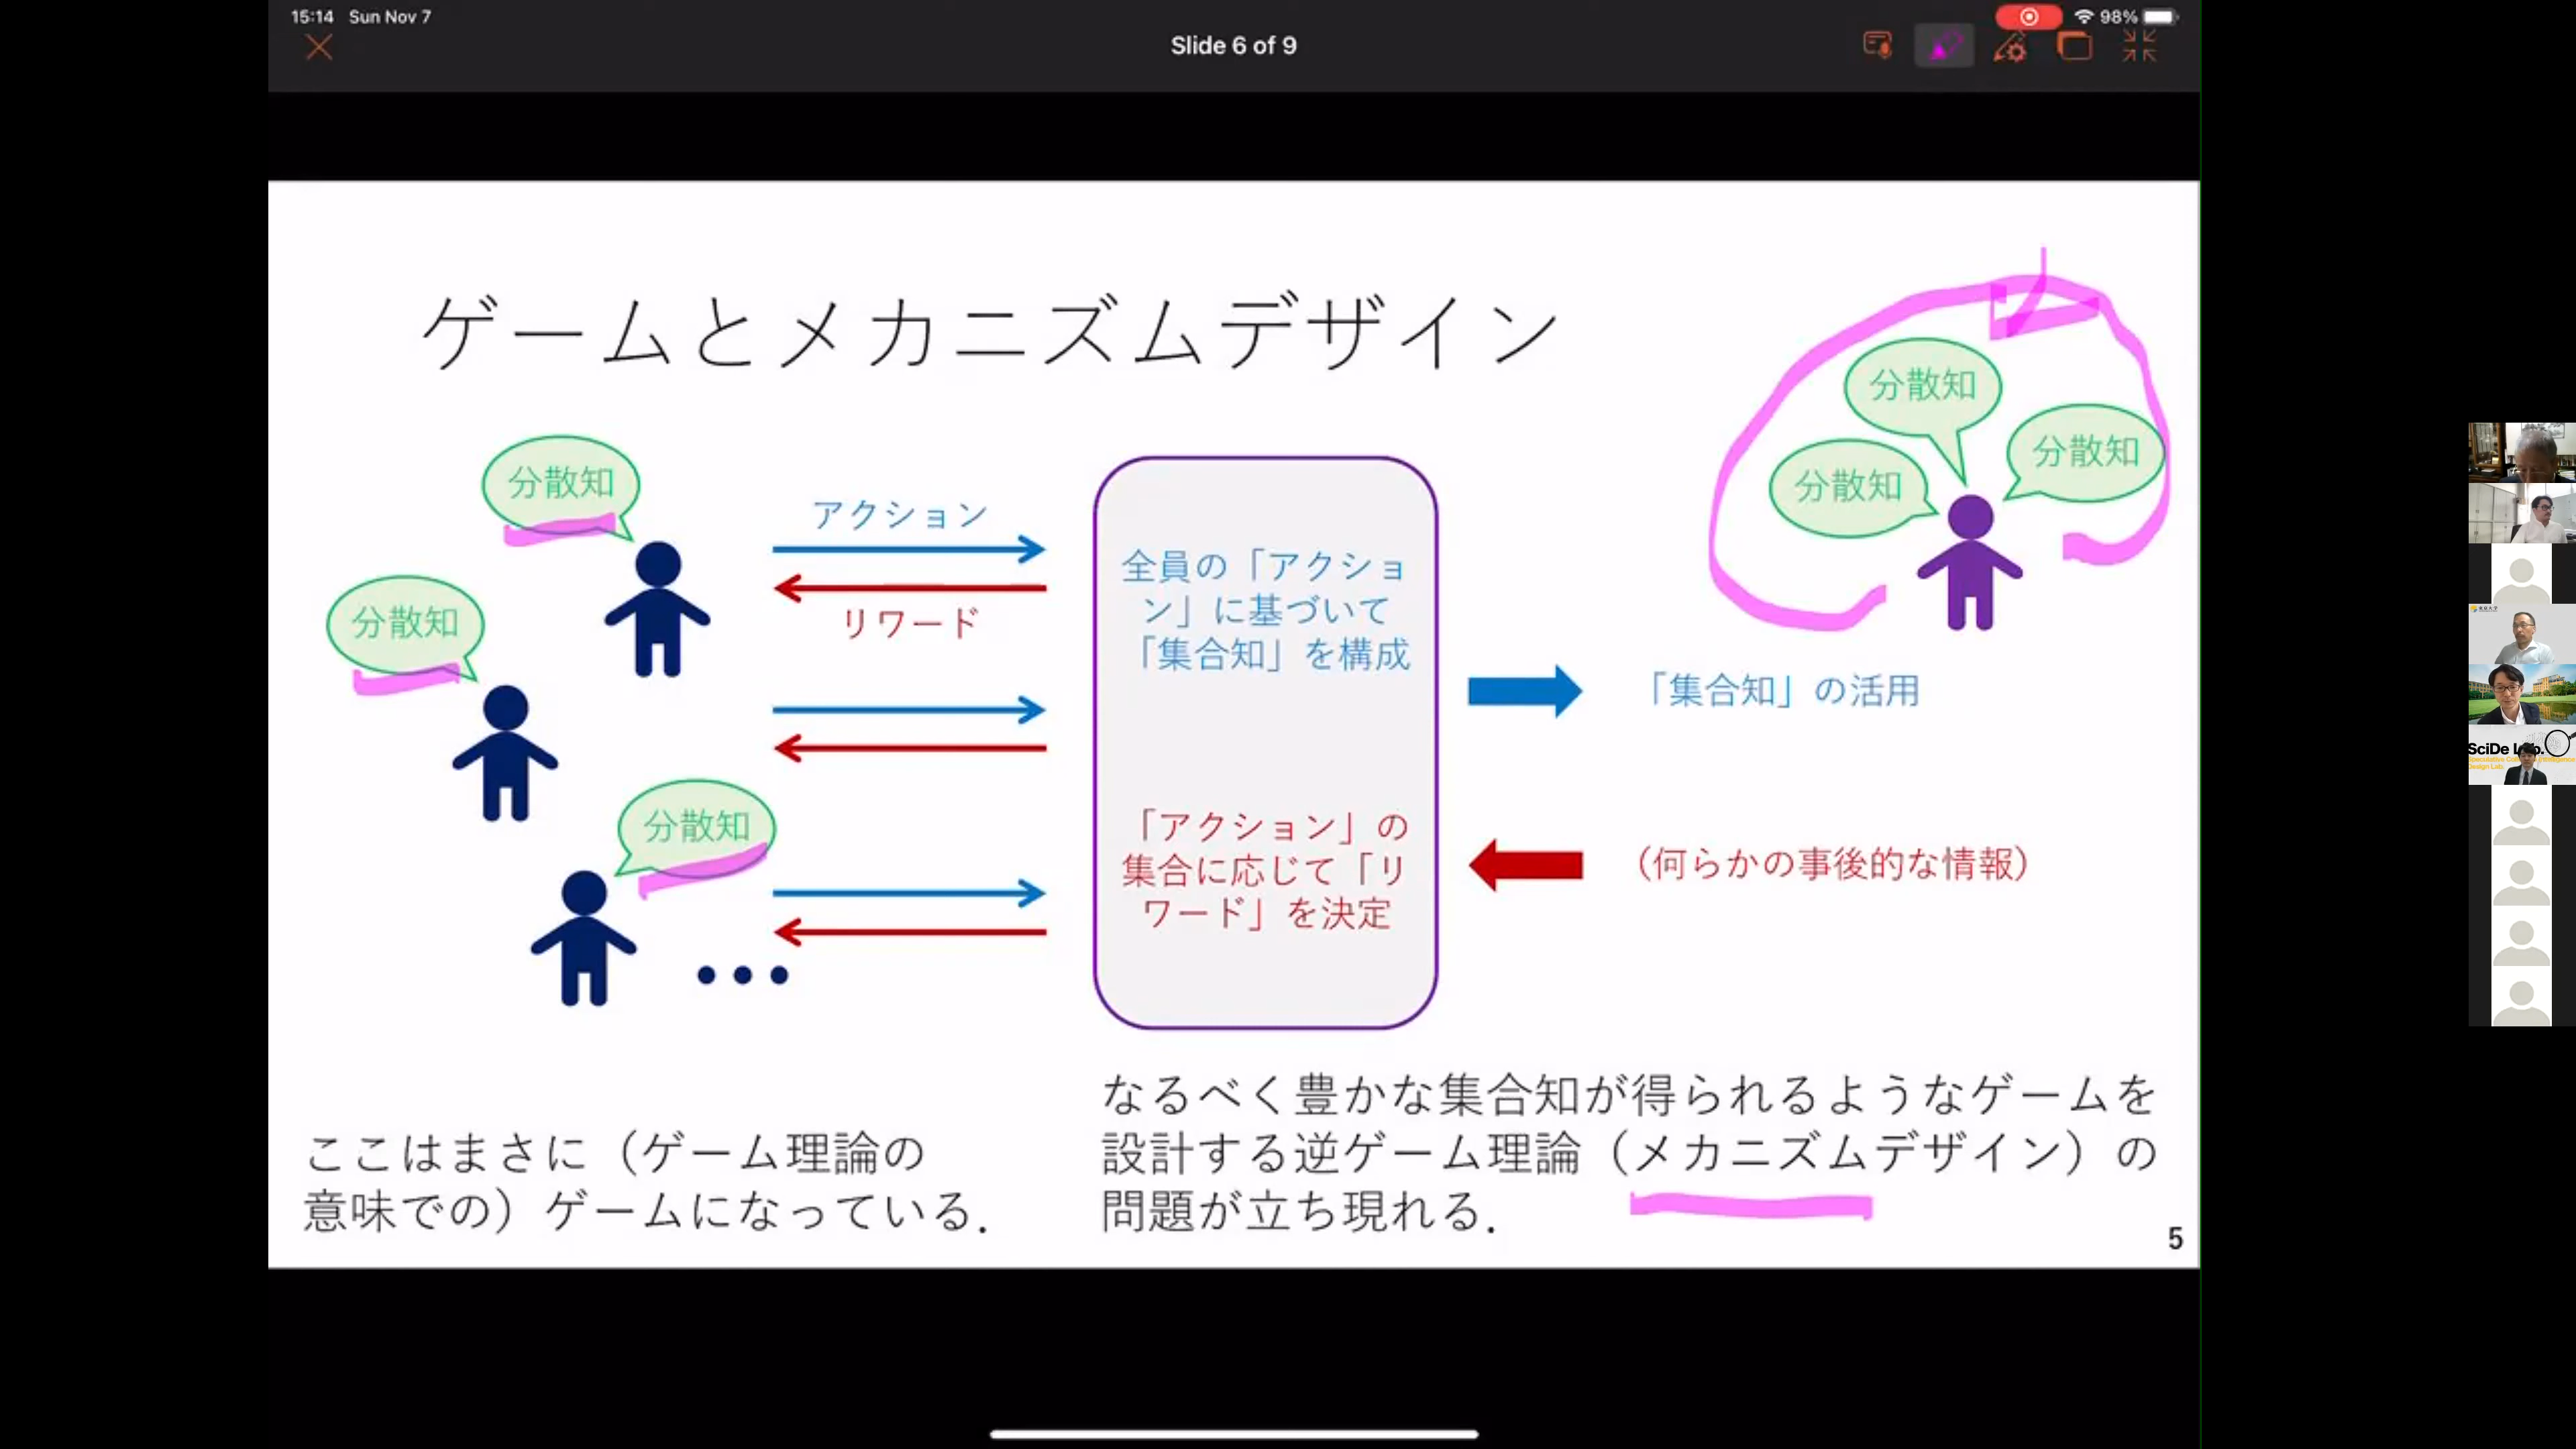 15:14 Sun Nov 7
98%
Slide 6 of 9
ゲームとメカニズムデザイン
分散知
分散知
分散知
分散知
分散知
分散知
アクション
リワード
全員の「アクショ
ン」に基づいて
「集合知」を構成
「集合知」の活用
「アクション」の
集合に応じて「リ
ワード」を決定
（何らかの事後的な情報）
ここはまさに（ゲーム理論の
意味での）ゲームになっている．
なるべく豊かな集合知が得られるようなゲームを
設計する逆ゲーム理論（メカニズムデザイン）の
問題が立ち現れる．
5
SciDe
Design Lab.